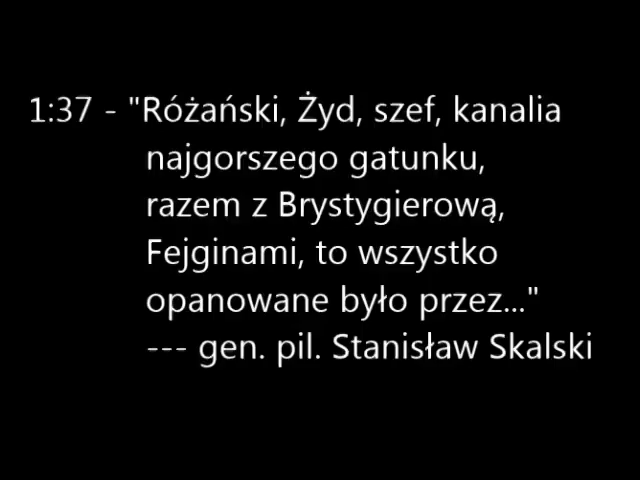 1:37 - "Różański, Żyd, szef, kanalia
najgorszego gatunku,
razem z Brystygierową,
Fejginami, to wszystko
opanowane było przez..."
--- gen. pil. Stanisław Skalski